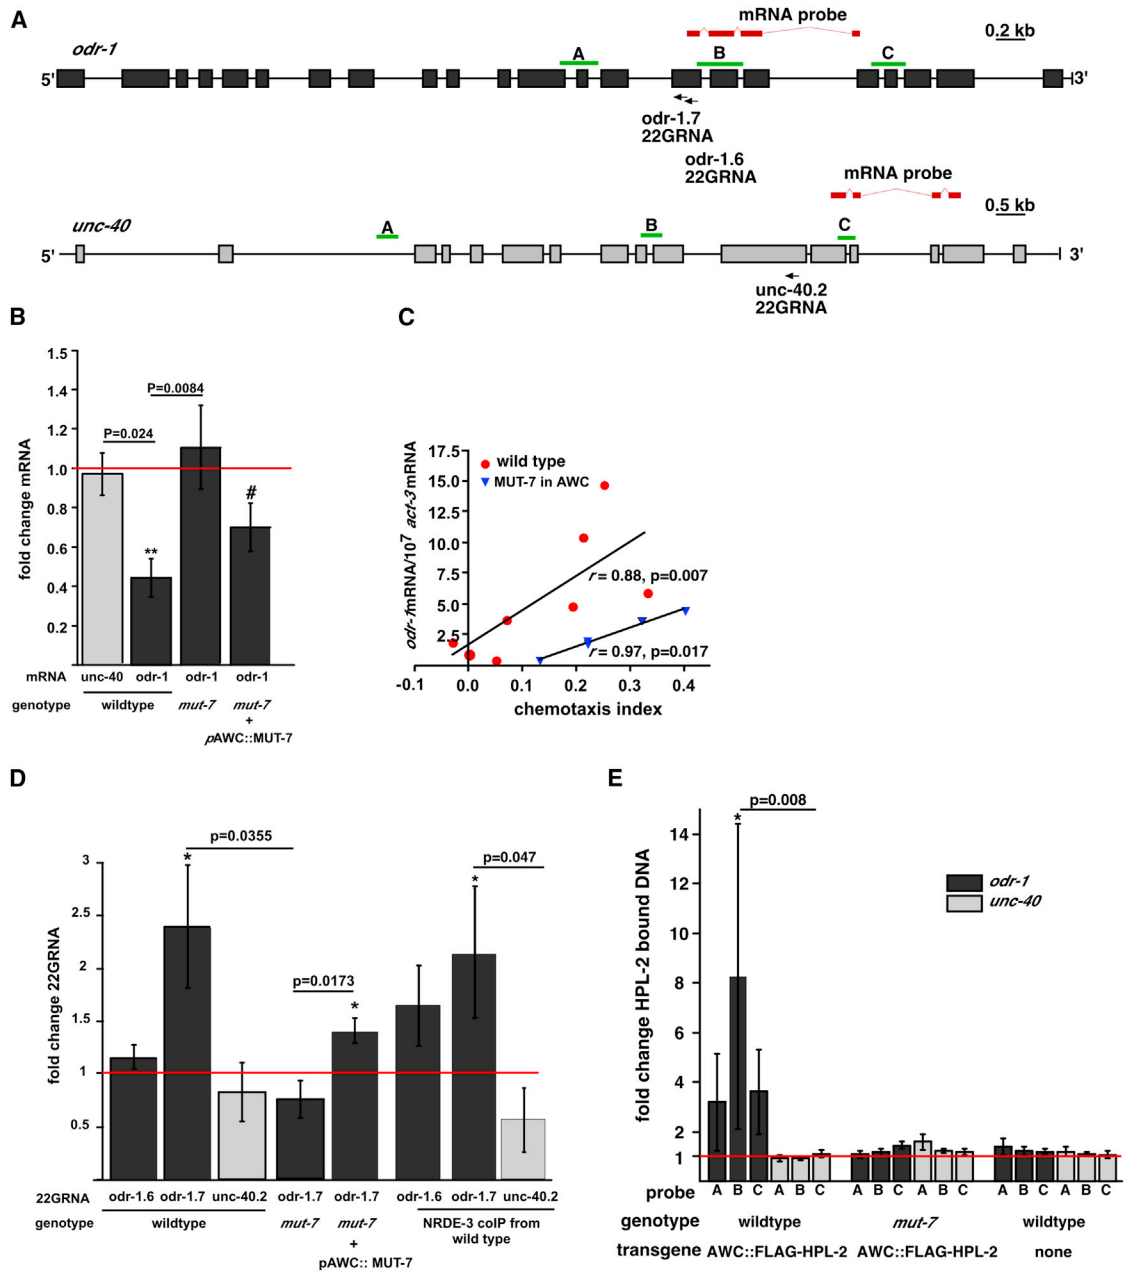 A
mRNA probe
0.2 kb
odr-1
A
B
C
5'
3'
odr-1.7
22GRNA
odr-1.6
22GRNA
mRNA probe
0.5 kb
unc-40
A
B
C
5'
3'
unc-40.2
22GRNA
B
fold change mRNA
1.5
1.4
1.2
1.0
0.8
0.6
0.4
0.2
P=0.0084
P=0.024
**
#
mRNA unc-40 odr-1 odr-1 odr-1
genotype wildtype mut-7 mut-7
+
pAWC::MUT-7
C
odr-1mRNA/10⁷ act-3 mRNA
17.5
15.0
12.5
10.0
7.5
5.0
2.5
wild type
MUT-7 in AWC
r = 0.88, p=0.007
r = 0.97, p=0.017
-0.1 0.0 0.1 0.2 0.3 0.4
chemotaxis index
D
fold change 22GRNA
3
2.5
2
1.5
1
0.5
p=0.0355
*
p=0.0173
*
p=0.047
*
22GRNA odr-1.6 odr-1.7 unc-40.2 odr-1.7 odr-1.7 odr-1.6 odr-1.7 unc-40.2
genotype wildtype mut-7 mut-7 NRDE-3 coIP from
+ wild type
pAWC:: MUT-7
E
fold change HPL-2 bound DNA
14
12
10
8
6
4
2
1
p=0.008
*
odr-1
unc-40
probe A B C A B C A B C A B C A B C A B C
genotype wildtype mut-7 wildtype
transgene AWC::FLAG-HPL-2 AWC::FLAG-HPL-2 none